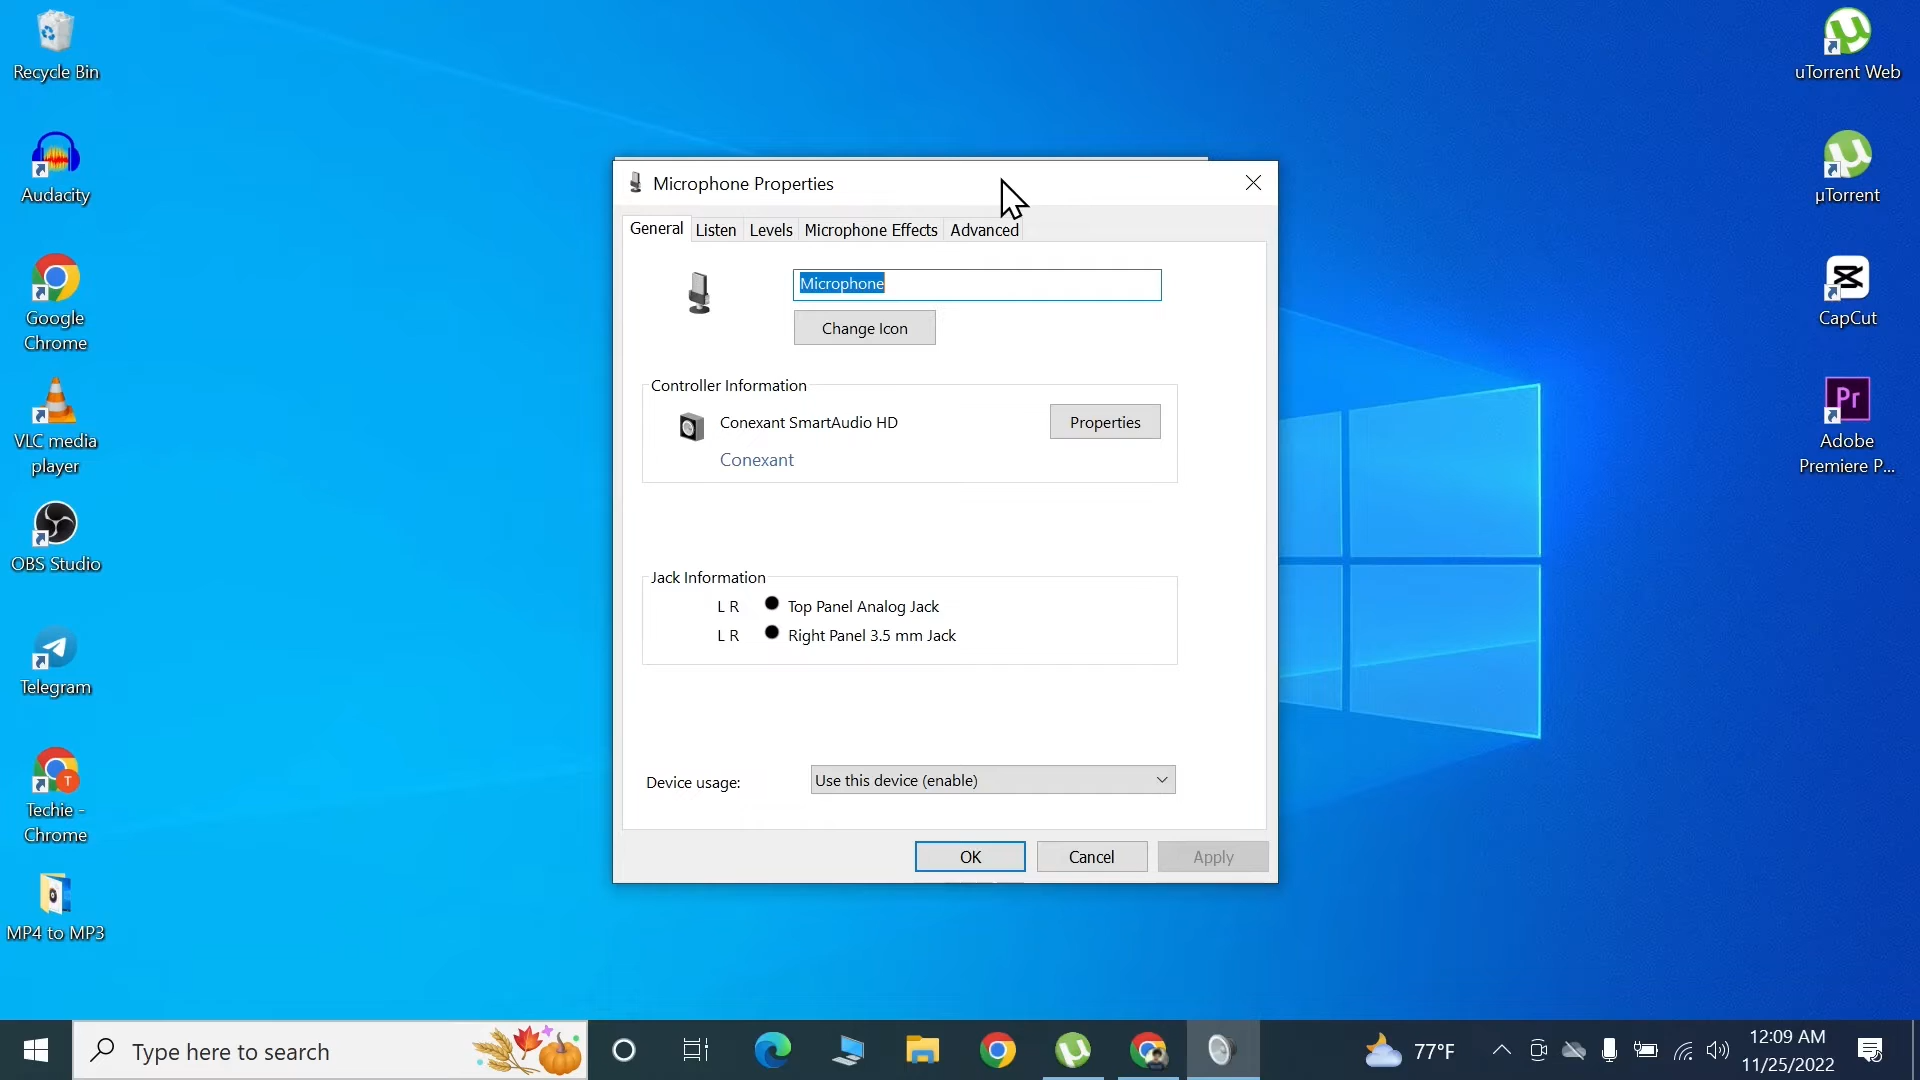 Recycle Bin
Audacity
Google
Chrome
VLC media
player
OBS Studio
Telegram
T
Techie -
Chrome
MP4 to MP3
Microphone Properties
General Listen Levels Microphone Effects Advanced
Microphone
Change Icon
Controller Information
Conexant SmartAudio HD
Properties
Conexant
Jack Information
L R Top Panel Analog Jack
L R Right Panel 3.5 mm Jack
Device usage:
Use this device (enable)
OK Cancel Apply
uTorrent Web
µTorrent
CapCut
Pr
Adobe
Premiere P...
Type here to search
77°F
12:09 AM
11/25/2022